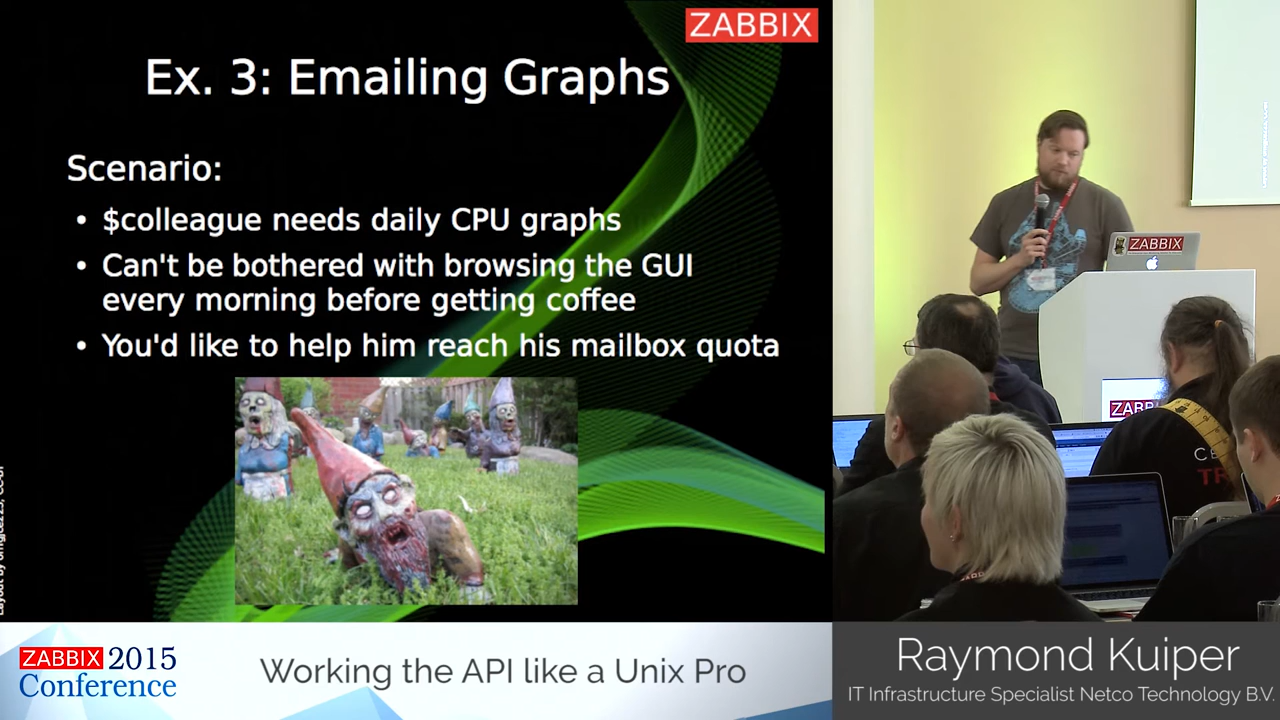 ZABBIX
Ex. 3: Emailing Graphs
Scenario:
• $colleague needs daily CPU graphs
• Can't be bothered with browsing the GUI
every morning before getting coffee
• You'd like to help him reach his mailbox quota
ZABBIX
ZABBIX 2015
Conference
Working the API like a Unix Pro
Raymond Kuiper
IT Infrastructure Specialist Netco Technology B.V.